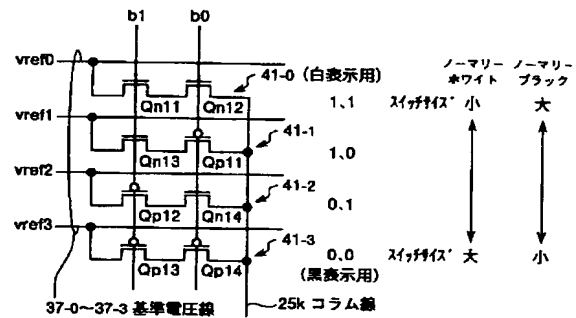 b1 b0
vref0
41-0 (白表示用)
ノーマリー ノーマリー
ホワイト ブラック
Qn11 Qn12
1,1 スイッチサイズ 小 大
vref1
41-1
Qp13 Qp11
1,0
vref2
41-2
Qp12 Qn14
0,1
vref3
41-3
Qp13 Qp14
0,0 スイッチサイズ 大 小
(黒表示用)
37-0〜37-3 基準電圧線
25k コラム線